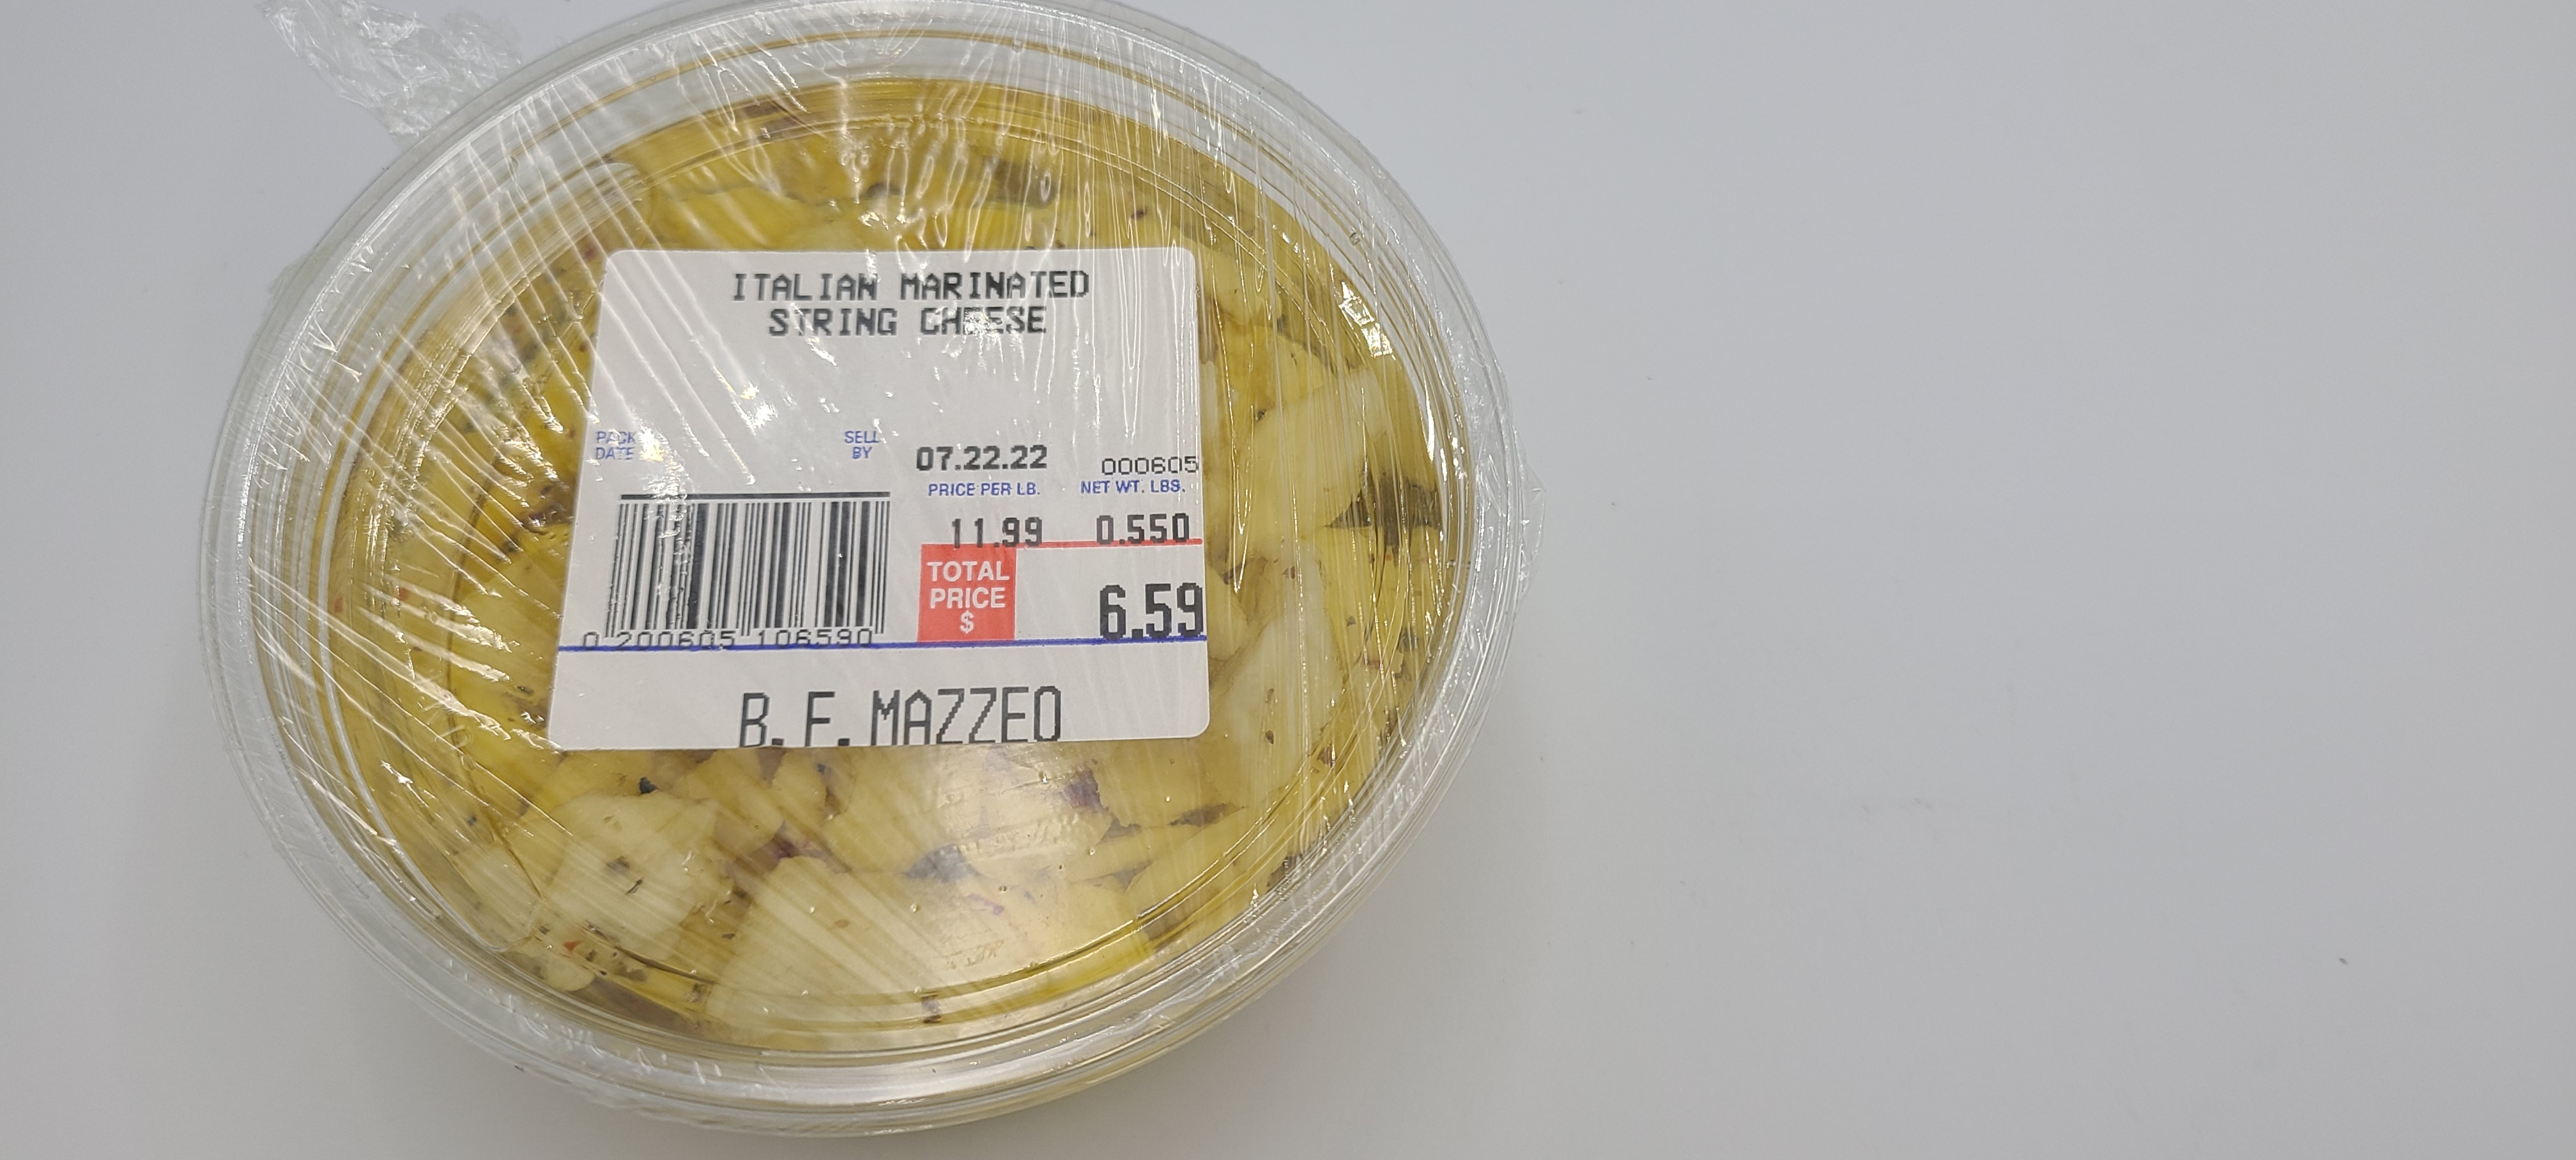 ITALIAN MARINATED
STRING CHEESE
PACK
DATE
SELL
BY
07.22.22
000605
PRICE PER LB.
NET WT. LBS.
11.99
0.550
TOTAL
PRICE
$
6.59
0 200605 106590
B.F.MAZZEO